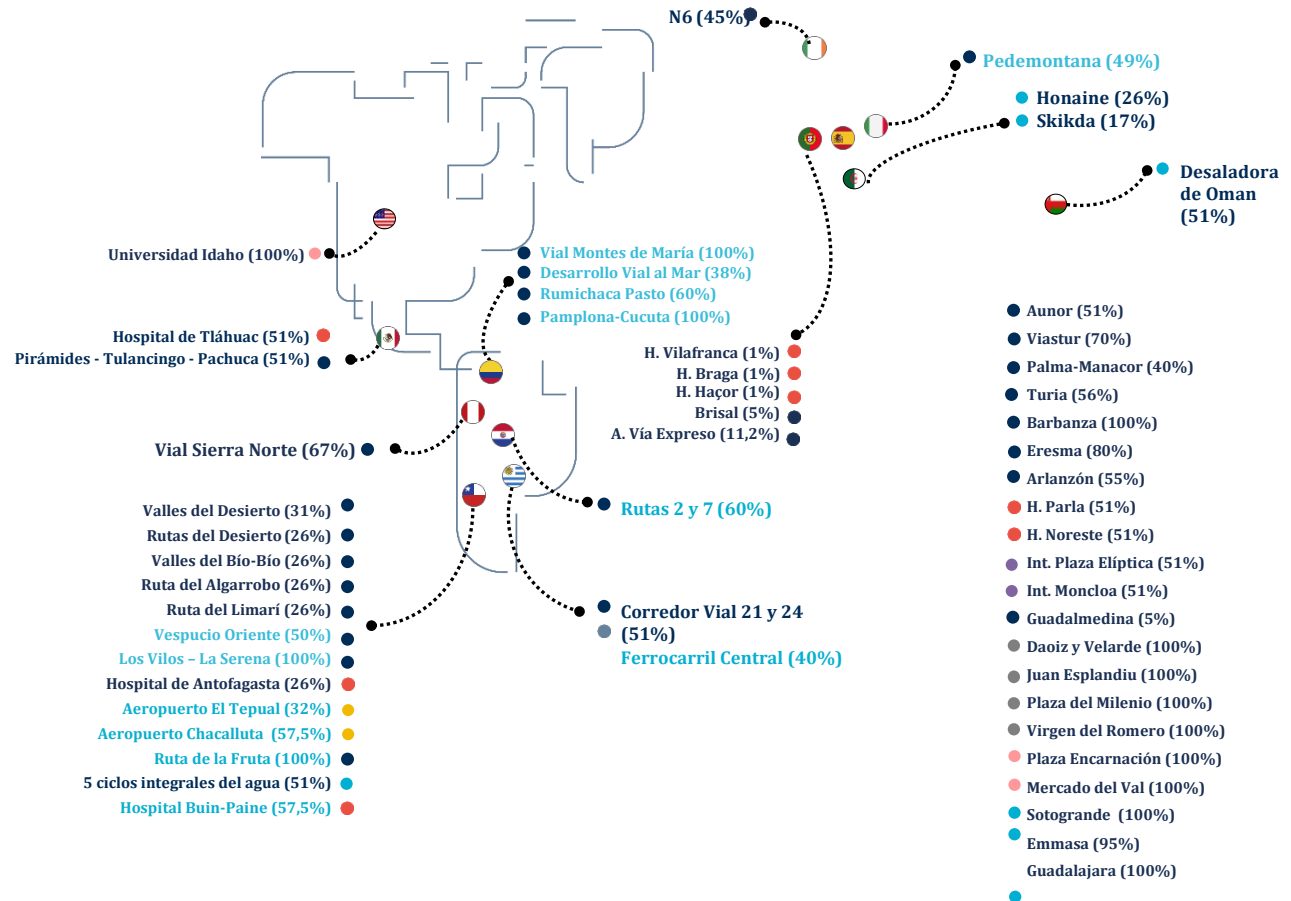 N6 (45%)
Pedemontana (49%)
Honaine (26%)
Skikda (17%)
Desaladora
de Oman
(51%)
Universidad Idaho (100%)
Vial Montes de María (100%)
Desarrollo Vial al Mar (38%)
Rumichaca Pasto (60%)
Pamplona-Cucuta (100%)
Hospital de Tláhuac (51%)
Pirámides - Tulancingo - Pachuca (51%)
H. Vilafranca (1%)
H. Braga (1%)
H. Haçor (1%)
Brisal (5%)
A. Vía Expreso (11,2%)
Vial Sierra Norte (67%)
Rutas 2 y 7 (60%)
Corredor Vial 21 y 24
(51%)
Ferrocarril Central (40%)
Valles del Desierto (31%)
Rutas del Desierto (26%)
Valles del Bío-Bío (26%)
Ruta del Algarrobo (26%)
Ruta del Limarí (26%)
Vespucio Oriente (50%)
Los Vilos – La Serena (100%)
Hospital de Antofagasta (26%)
Aeropuerto El Tepual (32%)
Aeropuerto Chacalluta (57,5%)
Ruta de la Fruta (100%)
5 ciclos integrales del agua (51%)
Hospital Buin-Paine (57,5%)
Aunor (51%)
Viastur (70%)
Palma-Manacor (40%)
Turia (56%)
Barbanza (100%)
Eresma (80%)
Arlanzón (55%)
H. Parla (51%)
H. Noreste (51%)
Int. Plaza Elíptica (51%)
Int. Moncloa (51%)
Guadalmedina (5%)
Daoiz y Velarde (100%)
Juan Esplandiu (100%)
Plaza del Milenio (100%)
Virgen del Romero (100%)
Plaza Encarnación (100%)
Mercado del Val (100%)
Sotogrande (100%)
Emmasa (95%)
Guadalajara (100%)